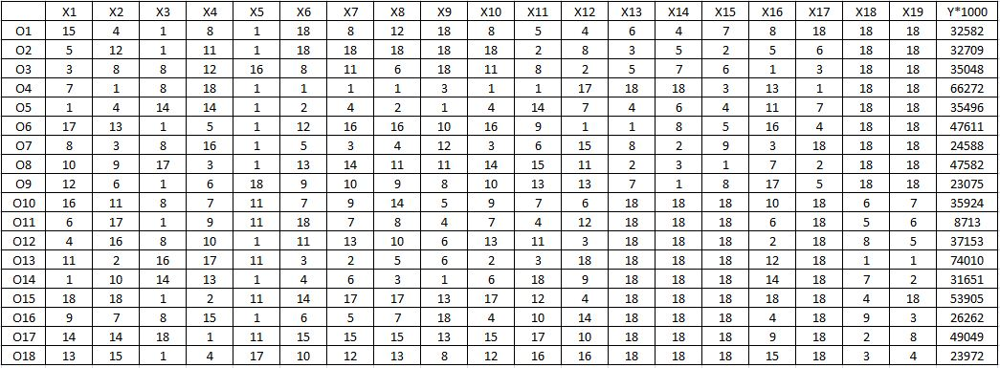 X1 X2 X3 X4 X5 X6 X7 X8 X9 X10 X11 X12 X13 X14 X15 X16 X17 X18 X19 Y*1000
O1 15 4 1 8 1 18 8 12 18 8 5 4 6 4 7 8 18 18 18 32582
O2 5 12 1 11 1 18 18 18 18 18 2 8 3 5 2 5 6 18 18 32709
O3 3 8 8 12 16 8 11 6 18 11 8 2 5 7 6 1 3 18 18 35048
O4 7 1 8 18 1 1 1 1 3 1 1 17 18 18 3 13 1 18 18 66272
O5 1 4 14 14 1 2 4 2 1 4 14 7 4 6 4 11 7 18 18 35496
O6 17 13 1 5 1 12 16 16 10 16 9 1 1 8 5 16 4 18 18 47611
O7 8 3 8 16 1 5 3 4 12 3 6 15 8 2 9 3 18 18 18 24588
O8 10 9 17 3 1 13 14 11 11 14 15 11 2 3 1 7 2 18 18 47582
O9 12 6 1 6 18 9 10 9 8 10 13 13 7 1 8 17 5 18 18 23075
O10 16 11 8 7 11 7 9 14 5 9 7 6 18 18 18 10 18 6 7 35924
O11 6 17 1 9 11 18 7 8 4 7 4 12 18 18 18 6 18 5 6 8713
O12 4 16 8 10 1 11 13 10 6 13 11 3 18 18 18 2 18 8 5 37153
O13 11 2 16 17 11 3 2 5 6 2 3 18 18 18 18 12 18 1 1 74010
O14 1 10 14 13 1 4 6 3 1 6 18 9 18 18 18 14 18 7 2 31651
O15 18 18 1 2 11 14 17 17 13 17 12 4 18 18 18 18 18 4 18 53905
O16 9 7 8 15 1 6 5 7 18 4 10 14 18 18 18 4 18 9 3 26262
O17 14 14 18 1 11 15 15 15 13 15 17 10 18 18 18 9 18 2 8 49049
O18 13 15 1 4 17 10 12 13 8 12 16 16 18 18 18 15 18 3 4 23972